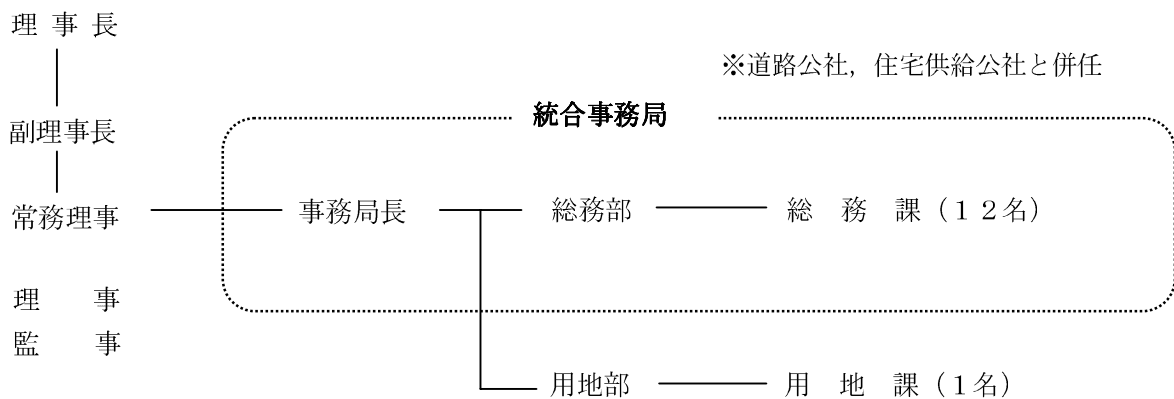 理 事 長
※道路公社，住宅供給公社と併任
統合事務局
副理事長
常務理事　事務局長　総務部　総　務　課（１２名）
理　　事
監　　事
用地部　用　地　課（１名）